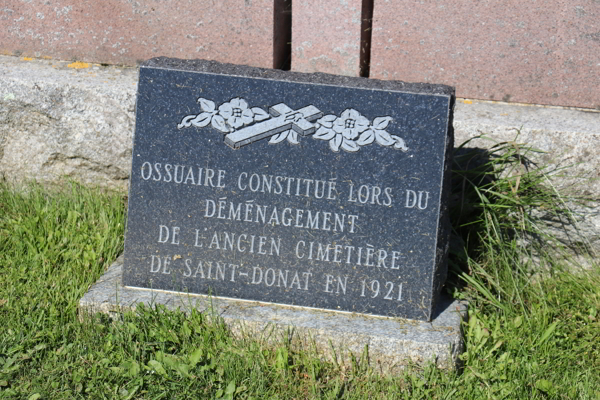 OSSUAIRE CONSTITUÉ LORS DU
DÉMÉNAGEMENT
DE L'ANCIEN CIMETIÈRE
DE SAINT-DONAT EN 1921